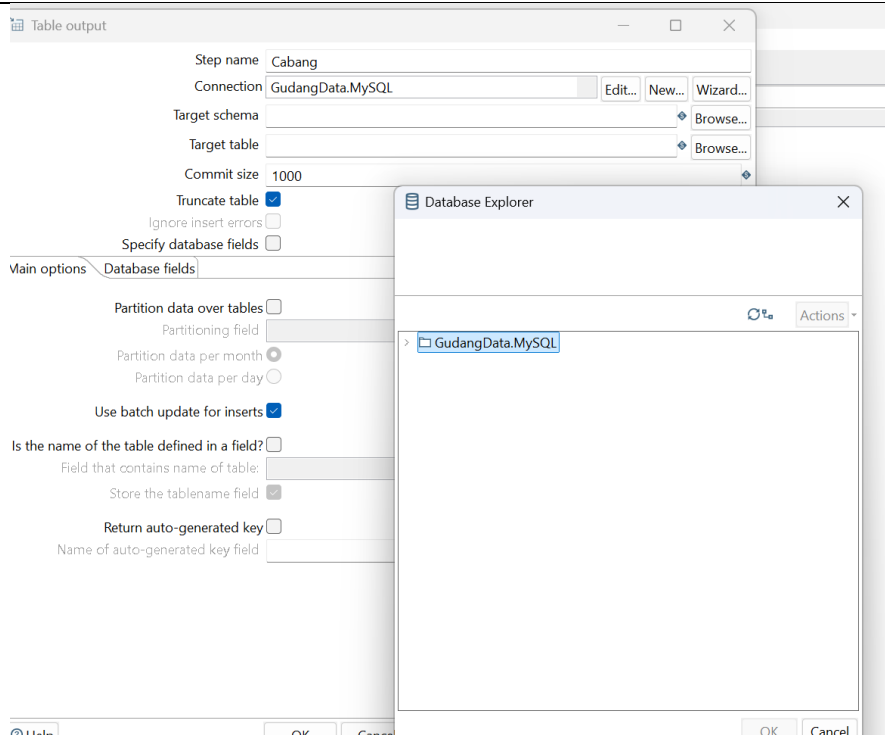 Table output
Step name Cabang
Connection GudangData.MySQL Edit... New... Wizard...
Target schema Browse...
Target table Browse...
Commit size 1000
Truncate table
Ignore insert errors
Specify database fields
Main options Database fields
Partition data over tables
Partitioning field
Partition data per month
Partition data per day
Use batch update for inserts
Is the name of the table defined in a field?
Field that contains name of table:
Store the tablename field
Return auto-generated key
Name of auto-generated key field
Help OK Cancel
Database Explorer
Actions
GudangData.MySQL
OK Cancel